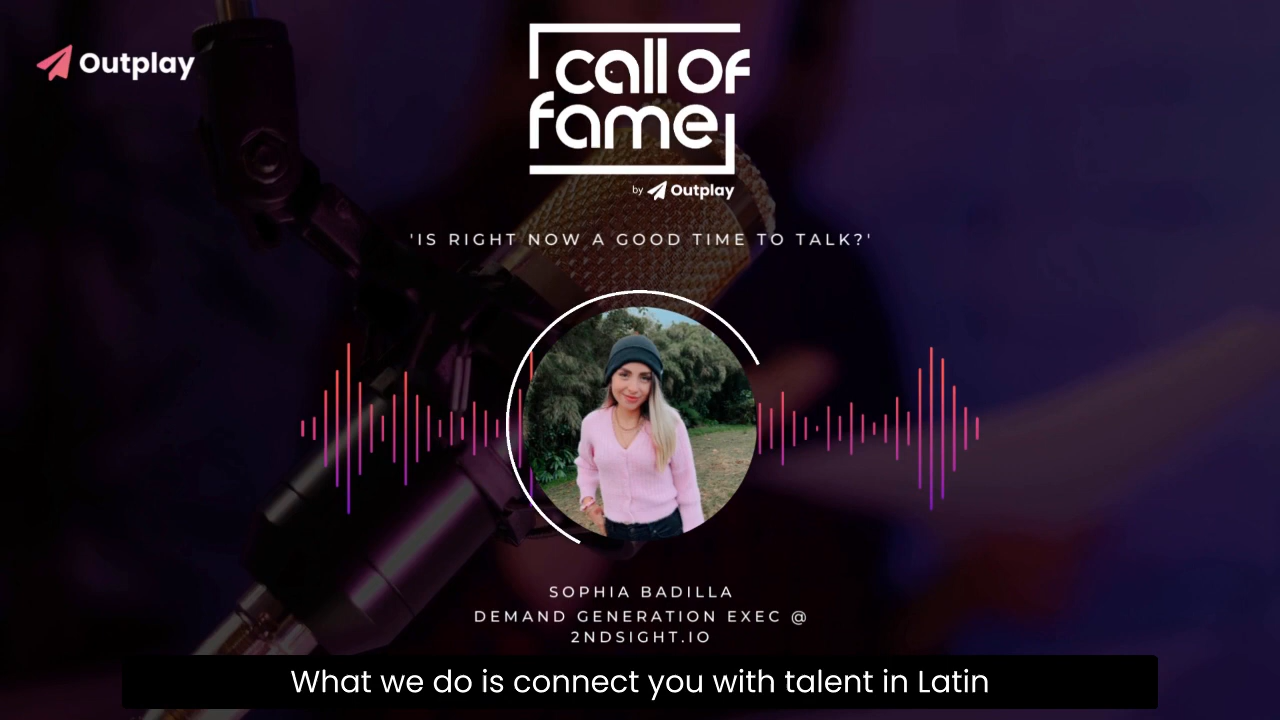 Outplay
call of
fame
by Outplay
'IS RIGHT NOW A GOOD TIME TO TALK?'
SOPHIA BADILLA
DEMAND GENERATION EXEC @
2NDSIGHT.IO
What we do is connect you with talent in Latin